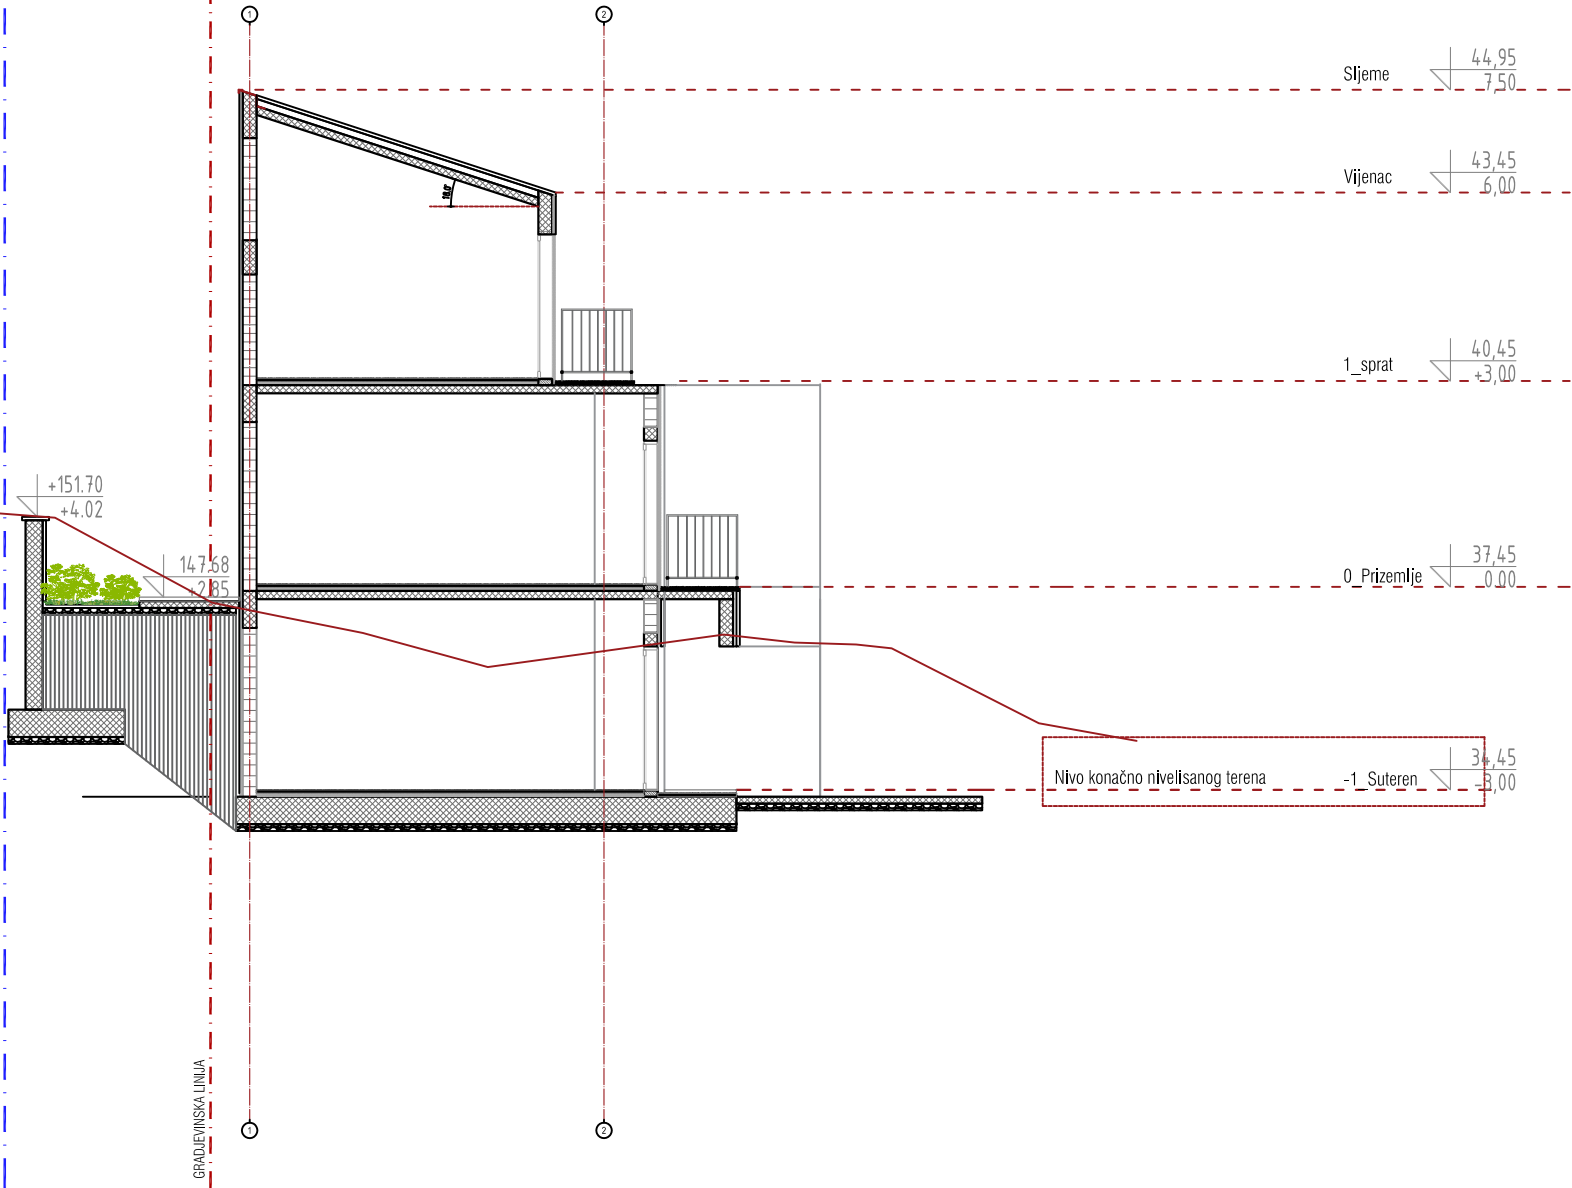 1
2
Sljeme
44,95
7,50
Vijenac
43,45
6,00
1_sprat
40,45
+3,00
+151.70
+4.02
147.68
+2.85
0_Prizemlje
37,45
0.00
Nivo konačno nivelisanog terena
-1_Suteren
34,45
-3,00
GRADJEVINSKA LINIJA
1
2